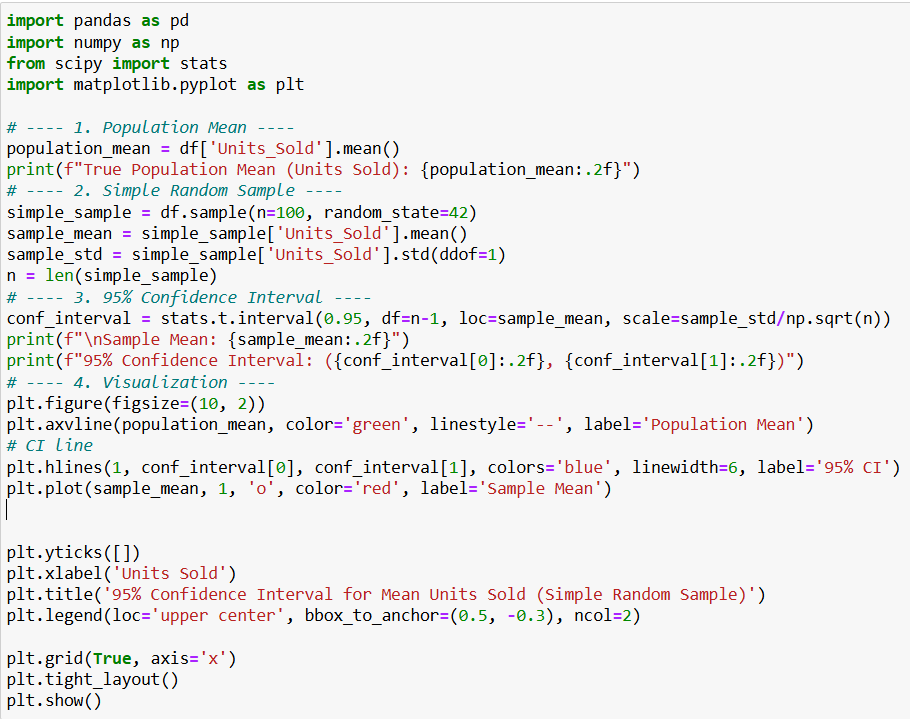 import pandas as pd
import numpy as np
from scipy import stats
import matplotlib.pyplot as plt
# ---- 1. Population Mean ----
population_mean = df['Units_Sold'].mean()
print(f"True Population Mean (Units Sold): {population_mean:.2f}")
# ---- 2. Simple Random Sample ----
simple_sample = df.sample(n=100, random_state=42)
sample_mean = simple_sample['Units_Sold'].mean()
sample_std = simple_sample['Units_Sold'].std(ddof=1)
n = len(simple_sample)
# ---- 3. 95% Confidence Interval ----
conf_interval = stats.t.interval(0.95, df=n-1, loc=sample_mean, scale=sample_std/np.sqrt(n))
print(f"\nSample Mean: {sample_mean:.2f}")
print(f"95% Confidence Interval: ({conf_interval[0]:.2f}, {conf_interval[1]:.2f})")
# ---- 4. Visualization ----
plt.figure(figsize=(10, 2))
plt.axvline(population_mean, color='green', linestyle='--', label='Population Mean')
# CI line
plt.hlines(1, conf_interval[0], conf_interval[1], colors='blue', linewidth=6, label='95% CI')
plt.plot(sample_mean, 1, 'o', color='red', label='Sample Mean')
plt.yticks([])
plt.xlabel('Units Sold')
plt.title('95% Confidence Interval for Mean Units Sold (Simple Random Sample)')
plt.legend(loc='upper center', bbox_to_anchor=(0.5, -0.3), ncol=2)
plt.grid(True, axis='x')
plt.tight_layout()
plt.show()